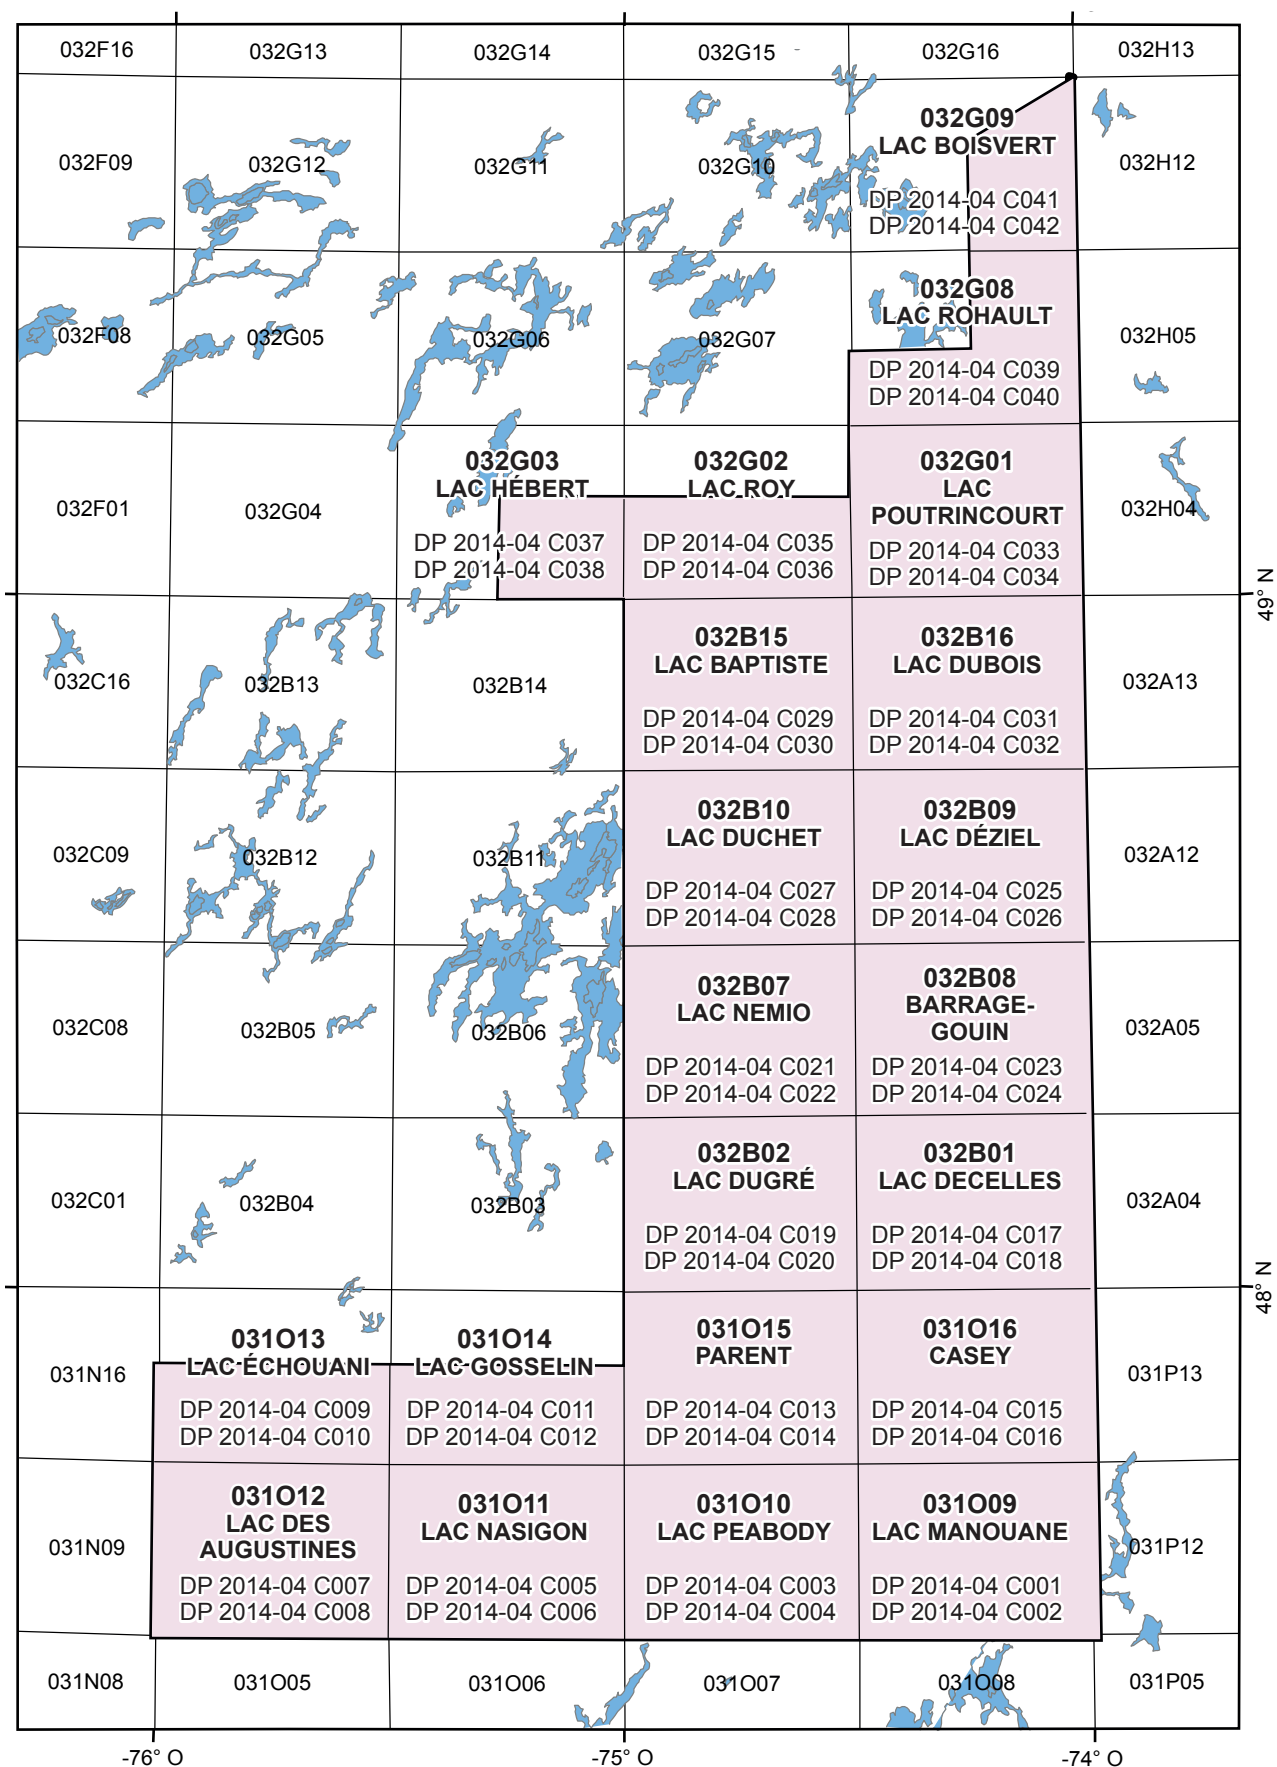 032F16
032G13
032G14
032G15
032G16
032H13
032F09
032G12
032G11
032G10
032G09
LAC BOISVERT
DP 2014-04 C041
DP 2014-04 C042
032H12
032F08
032G05
032G06
032G07
032G08
LAC ROHAULT
DP 2014-04 C039
DP 2014-04 C040
032H05
032F01
032G04
032G03
LAC HÉBERT
DP 2014-04 C037
DP 2014-04 C038
032G02
LAC ROY
DP 2014-04 C035
DP 2014-04 C036
032G01
LAC
POUTRINCOURT
DP 2014-04 C033
DP 2014-04 C034
032H04
49° N
032C16
032B13
032B14
032B15
LAC BAPTISTE
DP 2014-04 C029
DP 2014-04 C030
032B16
LAC DUBOIS
DP 2014-04 C031
DP 2014-04 C032
032A13
032C09
032B12
032B11
032B10
LAC DUCHET
DP 2014-04 C027
DP 2014-04 C028
032B09
LAC DÉZIEL
DP 2014-04 C025
DP 2014-04 C026
032A12
032C08
032B05
032B06
032B07
LAC NEMIO
DP 2014-04 C021
DP 2014-04 C022
032B08
BARRAGE-
GOUIN
DP 2014-04 C023
DP 2014-04 C024
032A05
032C01
032B04
032B03
032B02
LAC DUGRÉ
DP 2014-04 C019
DP 2014-04 C020
032B01
LAC DECELLES
DP 2014-04 C017
DP 2014-04 C018
032A04
48° N
031N16
031O13
LAC ÉCHOUANI
DP 2014-04 C009
DP 2014-04 C010
031O14
LAC GOSSELIN
DP 2014-04 C011
DP 2014-04 C012
031O15
PARENT
DP 2014-04 C013
DP 2014-04 C014
031O16
CASEY
DP 2014-04 C015
DP 2014-04 C016
031P13
031N09
031O12
LAC DES
AUGUSTINES
DP 2014-04 C007
DP 2014-04 C008
031O11
LAC NASIGON
DP 2014-04 C005
DP 2014-04 C006
031O10
LAC PEABODY
DP 2014-04 C003
DP 2014-04 C004
031O09
LAC MANOUANE
DP 2014-04 C001
DP 2014-04 C002
031P12
031N08
031O05
031O06
031O07
031O08
031P05
-76° O
-75° O
-74° O